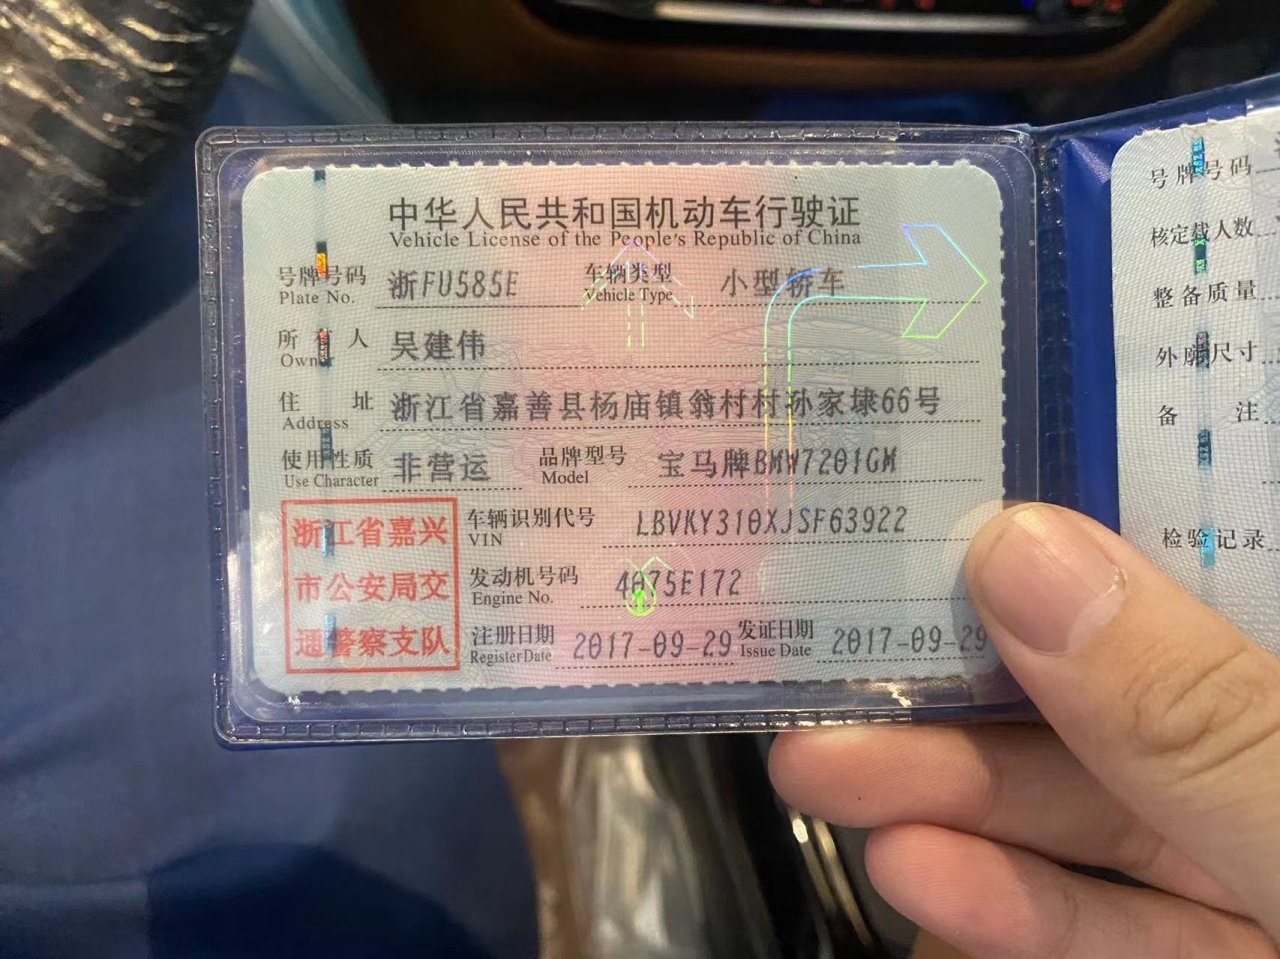 中华人民共和国机动车行驶证
Vehicle License of the People's Republic of China
号牌号码 浙FU585E 车辆类型 小型轿车
Plate No. Vehicle Type
所有人 吴建伟
Owner
住址 浙江省嘉善县杨庙镇翁村村孙家埭66号
Address
使用性质 非营运 品牌型号 宝马牌BMW7201GM
Use Character Model
浙江省嘉兴
市公安局交
通警察支队
车辆识别代号 LBVKY310XJSF63922
VIN
发动机号码 4075E172
Engine No.
注册日期 2017-09-29 发证日期 2017-09-29
Register Date Issue Date
号牌号码
核定载人数
整备质量
外廓尺寸
备注
检验记录